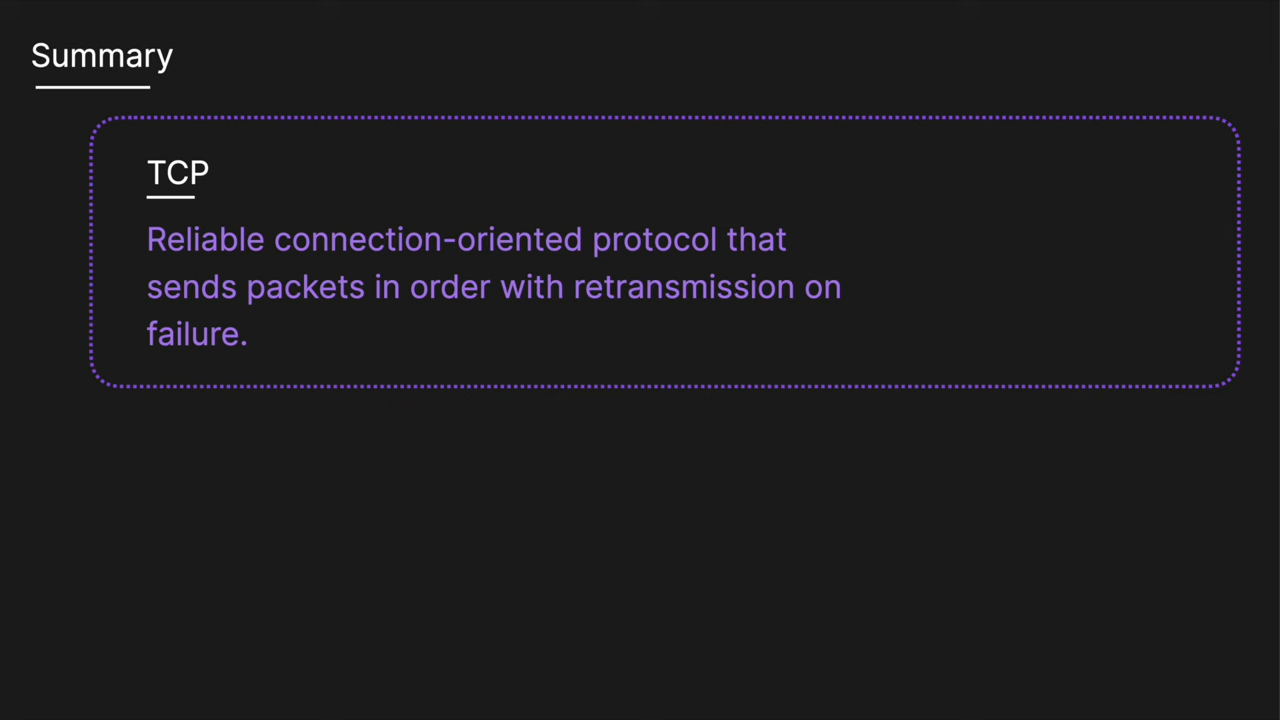 Summary
TCP
Reliable connection-oriented protocol that
sends packets in order with retransmission on
failure.